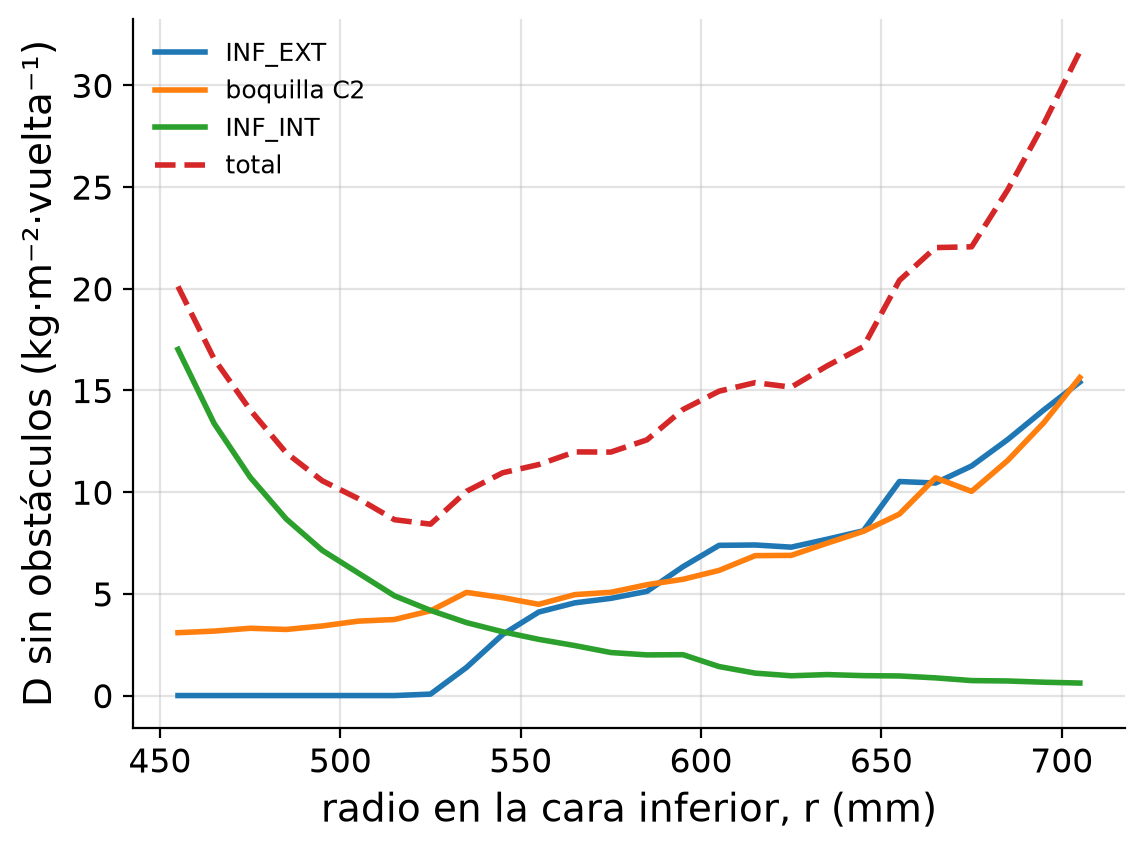 INF_EXT
boquilla C2
INF_INT
total
D sin obstáculos (kg·m⁻²·vuelta⁻¹)
30
25
20
15
10
5
0
450 500 550 600 650 700
radio en la cara inferior, r (mm)